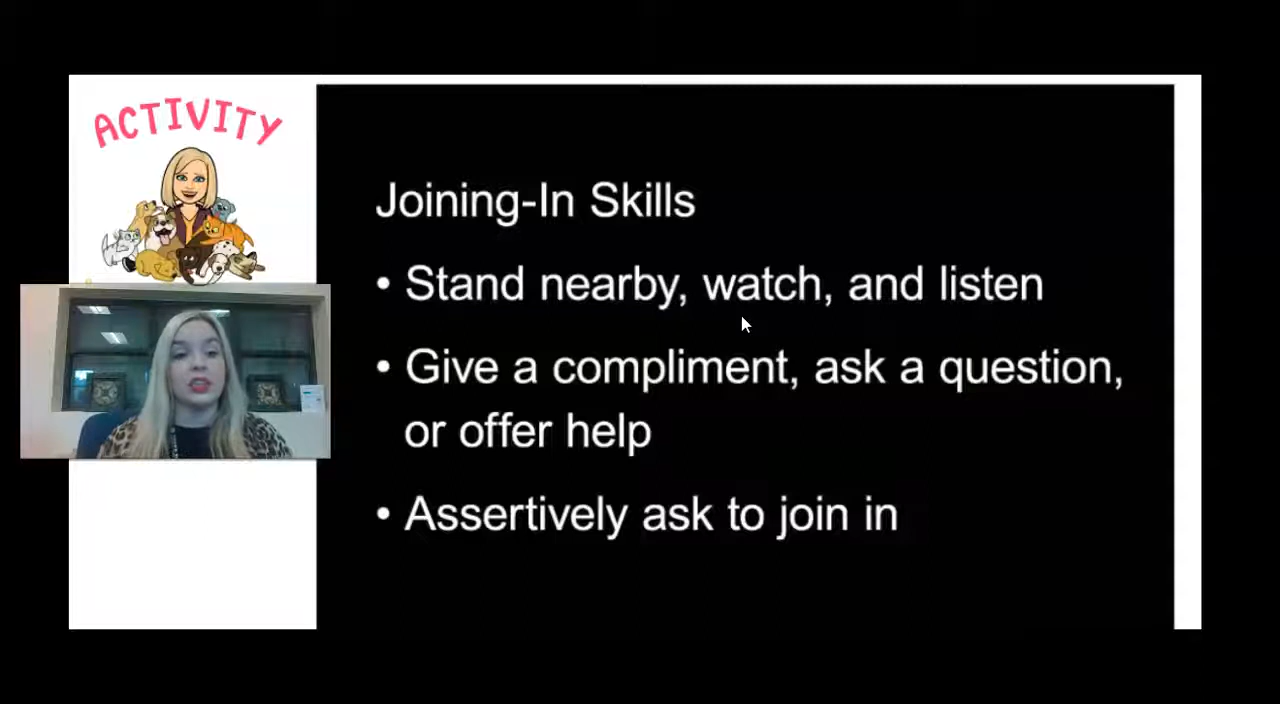 ACTIVITY
Joining-In Skills
• Stand nearby, watch, and listen
• Give a compliment, ask a question,
or offer help
• Assertively ask to join in